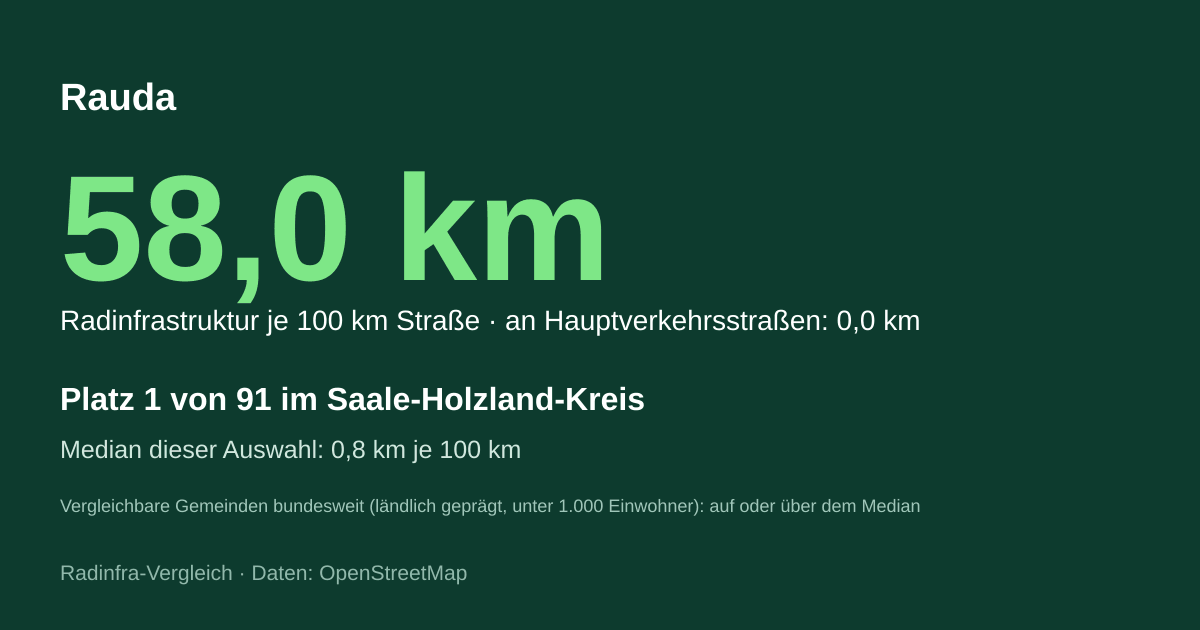 Rauda
58,0 km
Radinfrastruktur je 100 km Straße · an Hauptverkehrsstraßen: 0,0 km
Platz 1 von 91 im Saale-Holzland-Kreis
Median dieser Auswahl: 0,8 km je 100 km
Vergleichbare Gemeinden bundesweit (ländlich geprägt, unter 1.000 Einwohner): auf oder über dem Median
Radinfra-Vergleich · Daten: OpenStreetMap